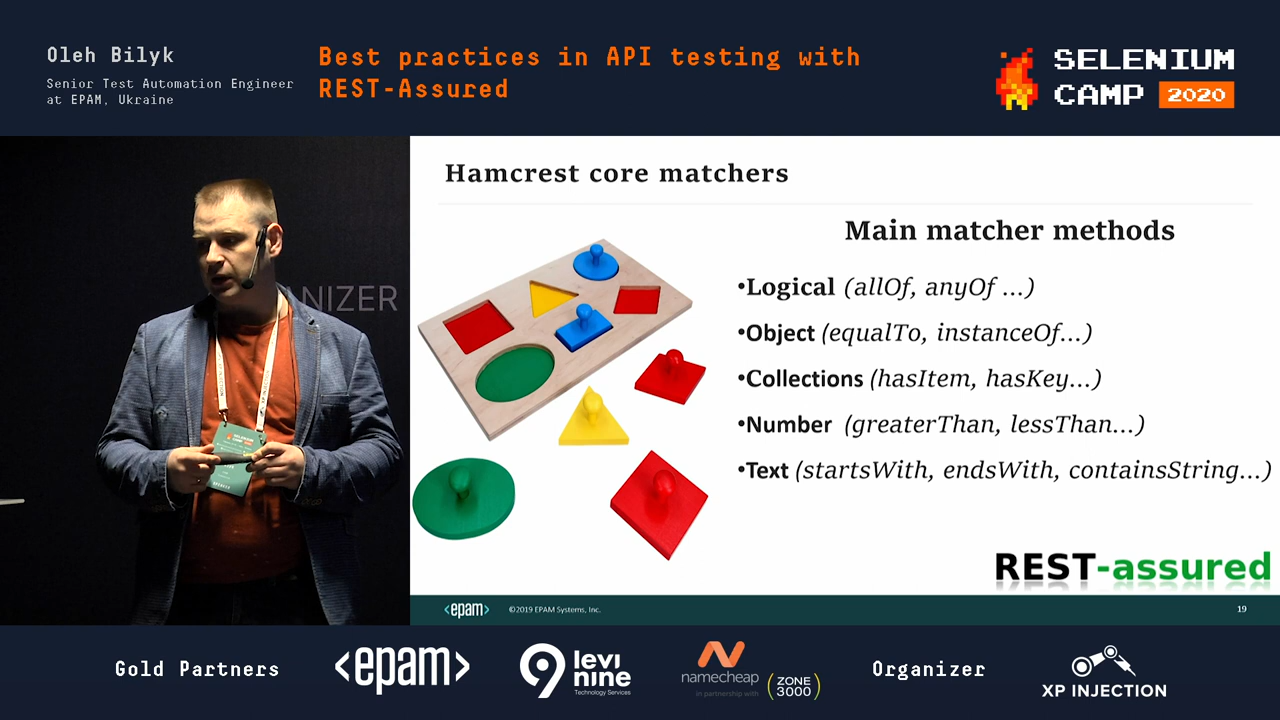 Oleh Bilyk
Senior Test Automation Engineer
at EPAM, Ukraine
Best practices in API testing with
REST-Assured
SELENIUM
CAMP 2020
NIZER
SELENIUM
CAMP
Hamcrest core matchers
Main matcher methods
•Logical (allOf, anyOf ...)
•Object (equalTo, instanceOf...)
•Collections (hasItem, hasKey...)
•Number (greaterThan, lessThan...)
•Text (startsWith, endsWith, containsString...)
REST-assured
<epam> ©2019 EPAM Systems, Inc. 19
Gold Partners
<epam>
levi
nine
Technology Services
namecheap
in partnership with
ZONE
3000
Organizer
XP INJECTION